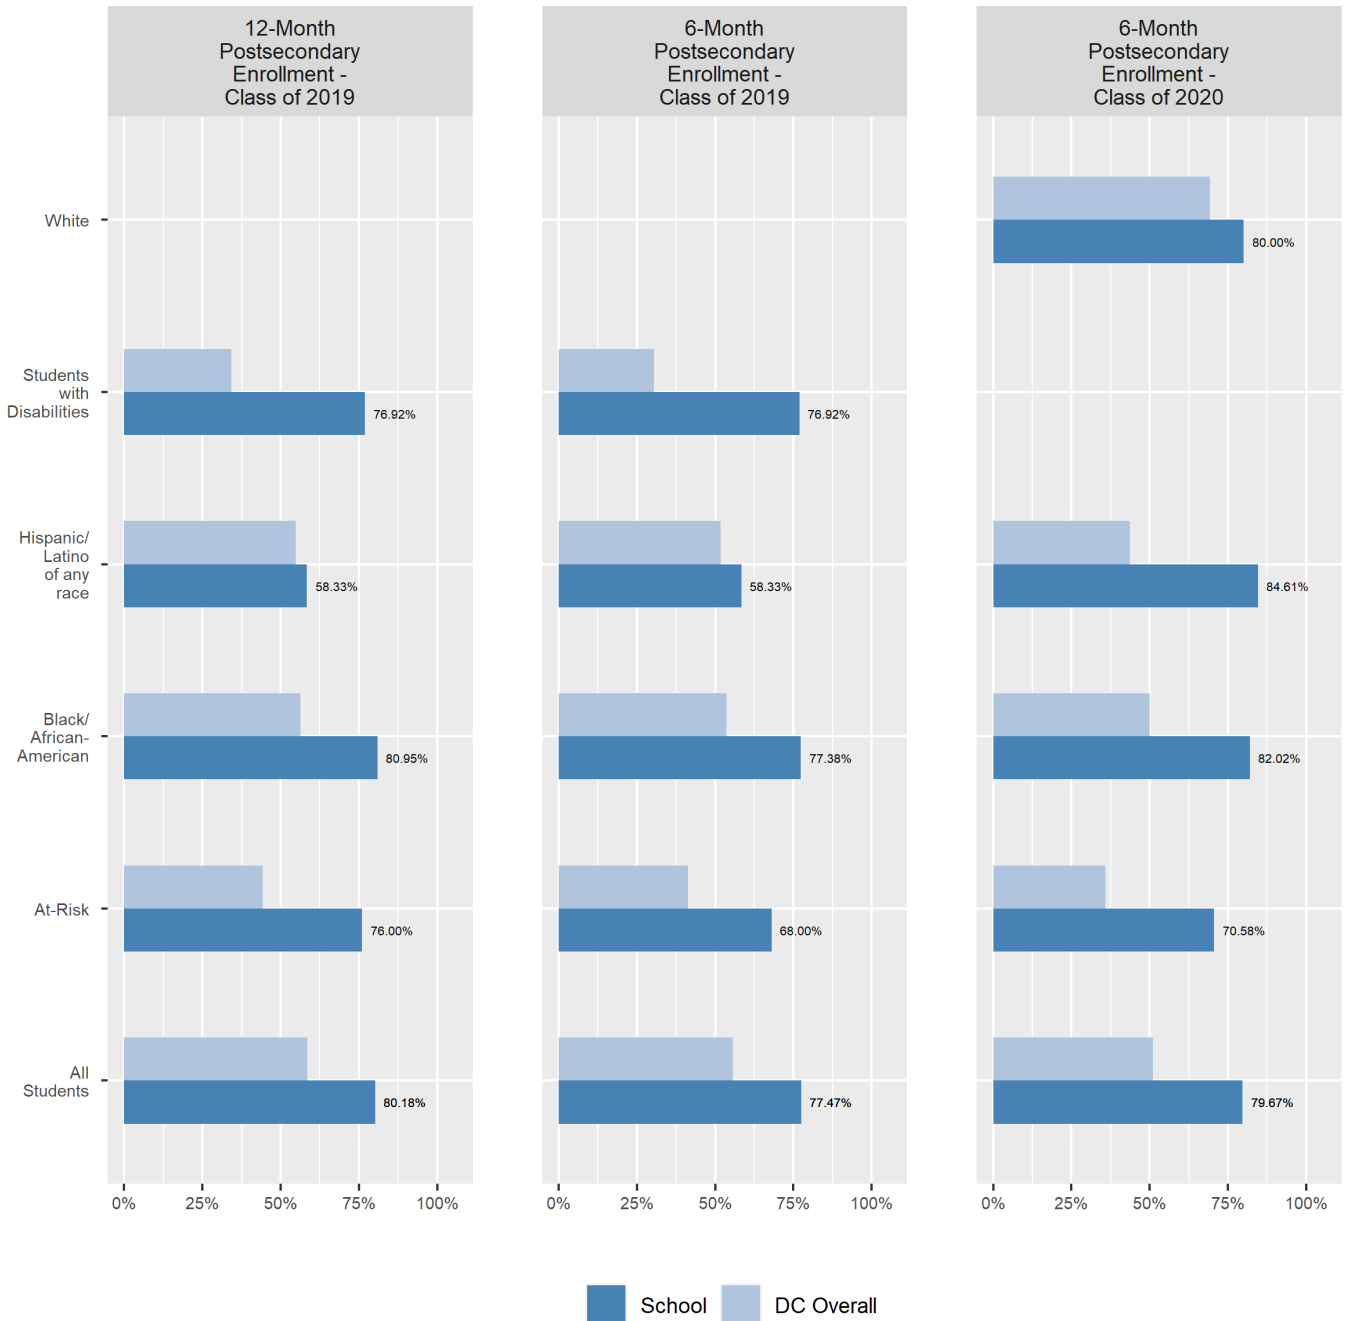 12-Month
Postsecondary
Enrollment -
Class of 2019
6-Month
Postsecondary
Enrollment -
Class of 2019
6-Month
Postsecondary
Enrollment -
Class of 2020
White
80.00%
Students
with
Disabilities
76.92%
76.92%
Hispanic/
Latino
of any
race
58.33%
58.33%
84.61%
Black/
African-
American
80.95%
77.38%
82.02%
At-Risk
76.00%
68.00%
70.58%
All
Students
80.18%
77.47%
79.67%
0% 25% 50% 75% 100%
0% 25% 50% 75% 100%
0% 25% 50% 75% 100%
School DC Overall